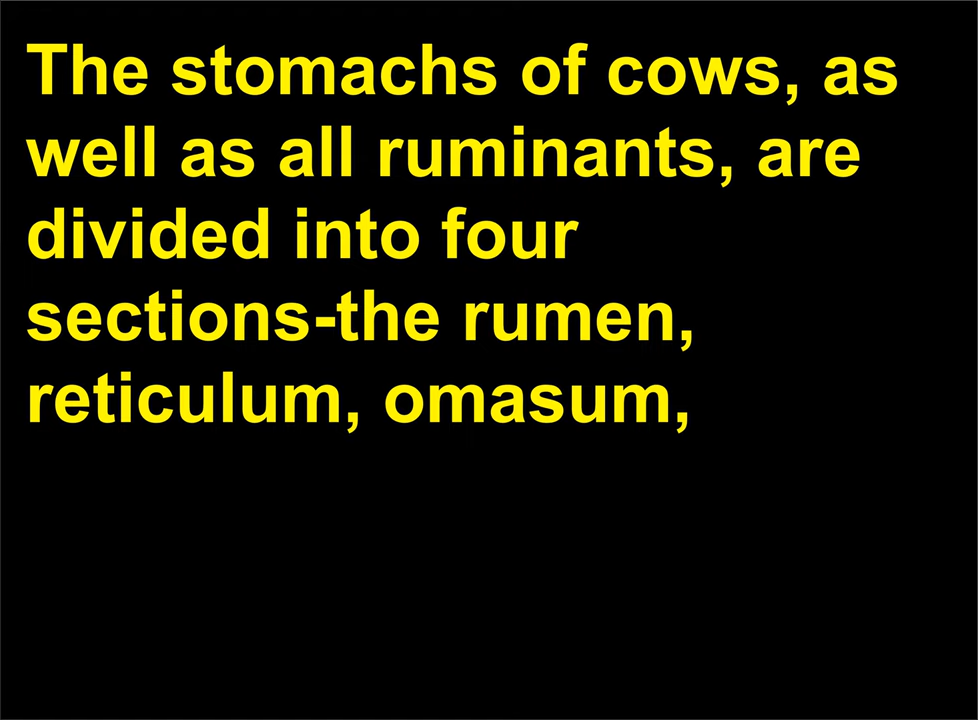 The stomachs of cows, as
well as all ruminants, are
divided into four
sections-the rumen,
reticulum, omasum,